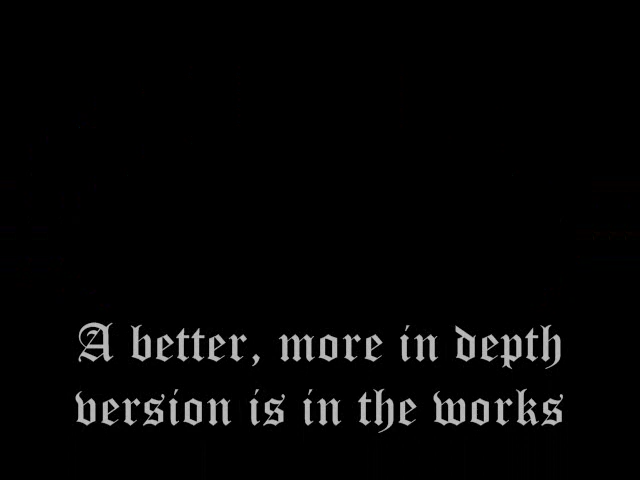 A better, more in depth
version is in the works